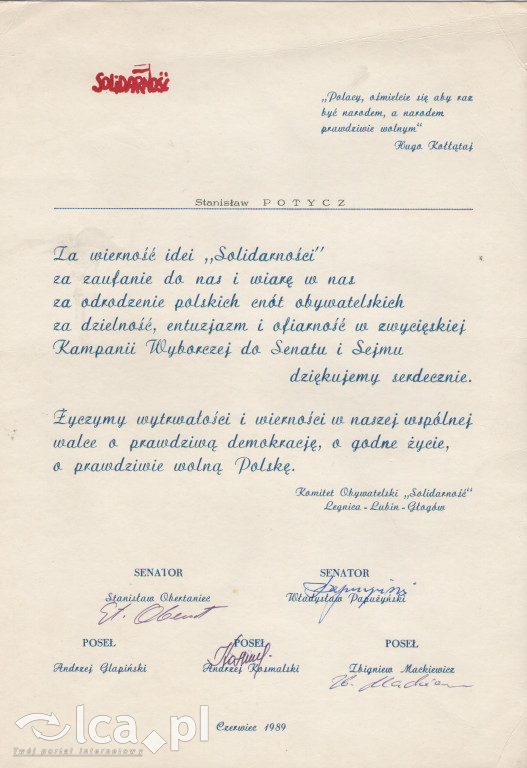 SOLIDARNOŚĆ
„Polacy, ośmielcie się aby raz
być narodem, a narodem
prawdziwie wolnym"
Hugo Kołłątaj
Stanisław POTYCZ
Za wierność idei „Solidarności"
za zaufanie do nas i wiarę w nas
za odrodzenie polskich cnót obywatelskich
za dzielność, entuzjazm i ofiarność w zwycięskiej
Kampanii Wyborczej do Senatu i Sejmu
dziękujemy serdecznie.
Życzymy wytrwałości i wierności w naszej wspólnej
walce o prawdziwą demokrację, o godne życie,
o prawdziwie wolną Polskę.
Komitet Obywatelski „Solidarność"
Legnica-Lubin-Głogów
SENATOR SENATOR
Stanisław Obertaniec Władysław Papużyński
St. Obert
POSEŁ POSEŁ POSEŁ
Andrzej Glapiński Andrzej Kosmalski Zbigniew Mackiewicz
Czerwiec 1989
lca.pl
Twój portal internetowy